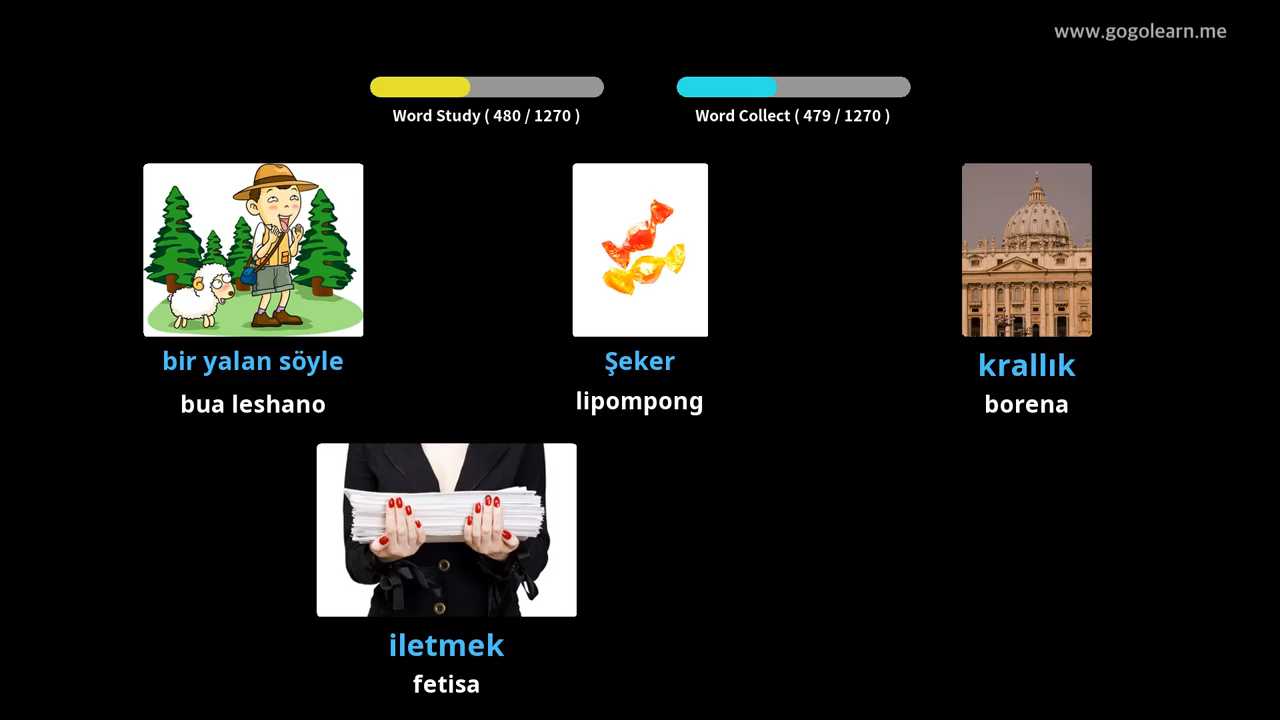 www.gogolearn.me
Word Study ( 480 / 1270 )
Word Collect ( 479 / 1270 )
bir yalan söyle
bua leshano
Şeker
lipompong
krallık
borena
iletmek
fetisa